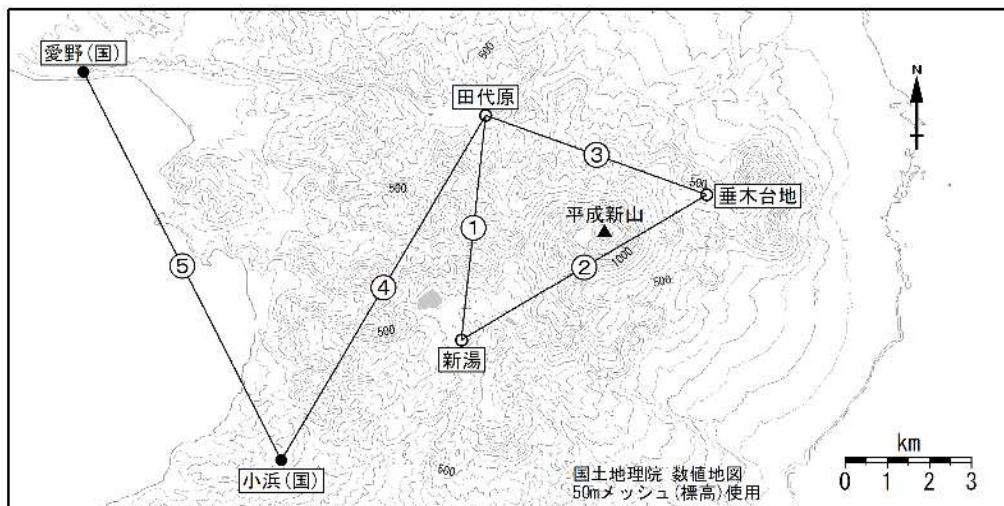 愛野(国)
500
田代原
N
③
500
500
垂木台地
平成新山
①
⑤
②
1000
④
500
500
新湯
km
小浜(国)
500
国土地理院 数値地図
50mメッシュ(標高)使用
0 1 2 3